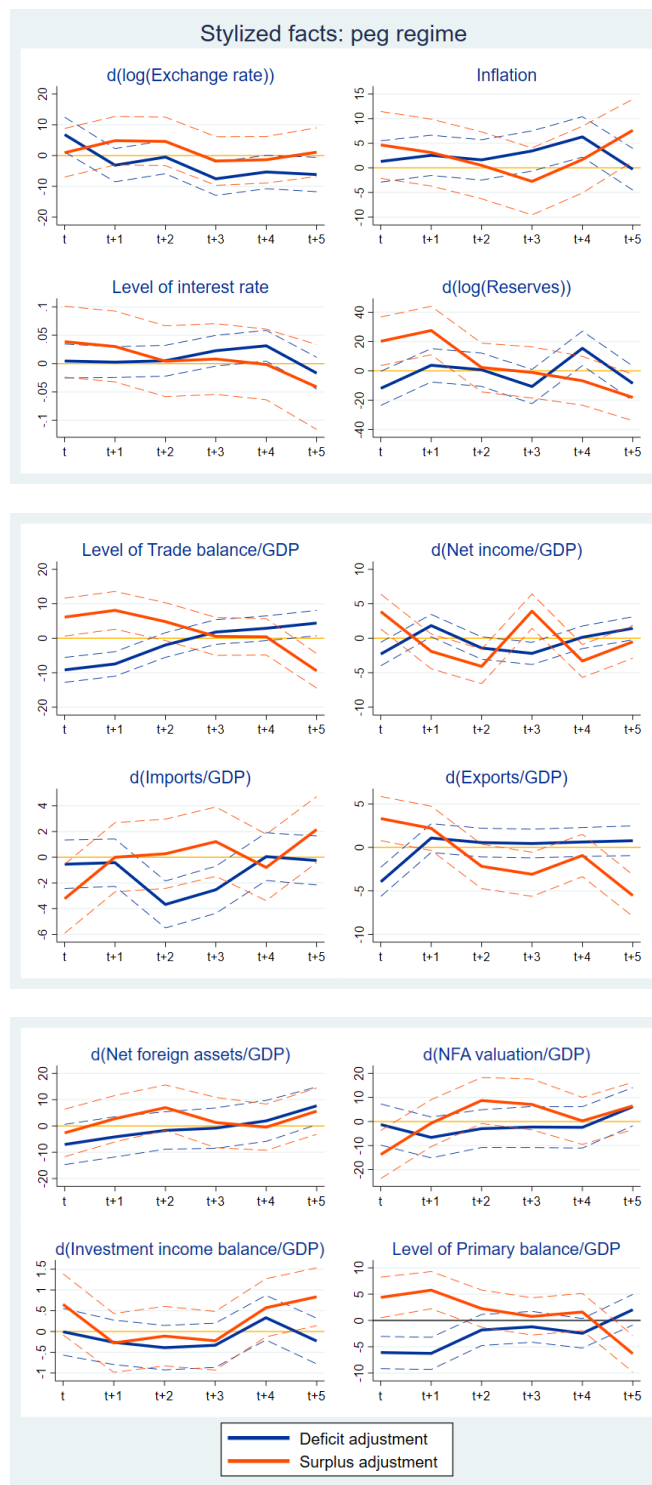 Stylized facts: peg regime
d(log(Exchange rate))
20
10
0
-10
-20
t t+1 t+2 t+3 t+4 t+5
Inflation
15
10
5
0
-5
-10
t t+1 t+2 t+3 t+4 t+5
Level of interest rate
.1
.05
0
-.05
-.1
t t+1 t+2 t+3 t+4 t+5
d(log(Reserves))
40
20
0
-20
-40
t t+1 t+2 t+3 t+4 t+5
Level of Trade balance/GDP
20
10
0
-10
-20
t t+1 t+2 t+3 t+4 t+5
d(Net income/GDP)
10
5
0
-5
-10
t t+1 t+2 t+3 t+4 t+5
d(Imports/GDP)
4
2
0
-2
-4
-6
t t+1 t+2 t+3 t+4 t+5
d(Exports/GDP)
5
0
-5
-10
t t+1 t+2 t+3 t+4 t+5
d(Net foreign assets/GDP)
20
10
0
-10
-20
t t+1 t+2 t+3 t+4 t+5
d(NFA valuation/GDP)
20
10
0
-10
-20
t t+1 t+2 t+3 t+4 t+5
d(Investment income balance/GDP)
1.5
1
.5
0
-.5
-1
t t+1 t+2 t+3 t+4 t+5
Level of Primary balance/GDP
10
5
0
-5
-10
t t+1 t+2 t+3 t+4 t+5
Deficit adjustment
Surplus adjustment